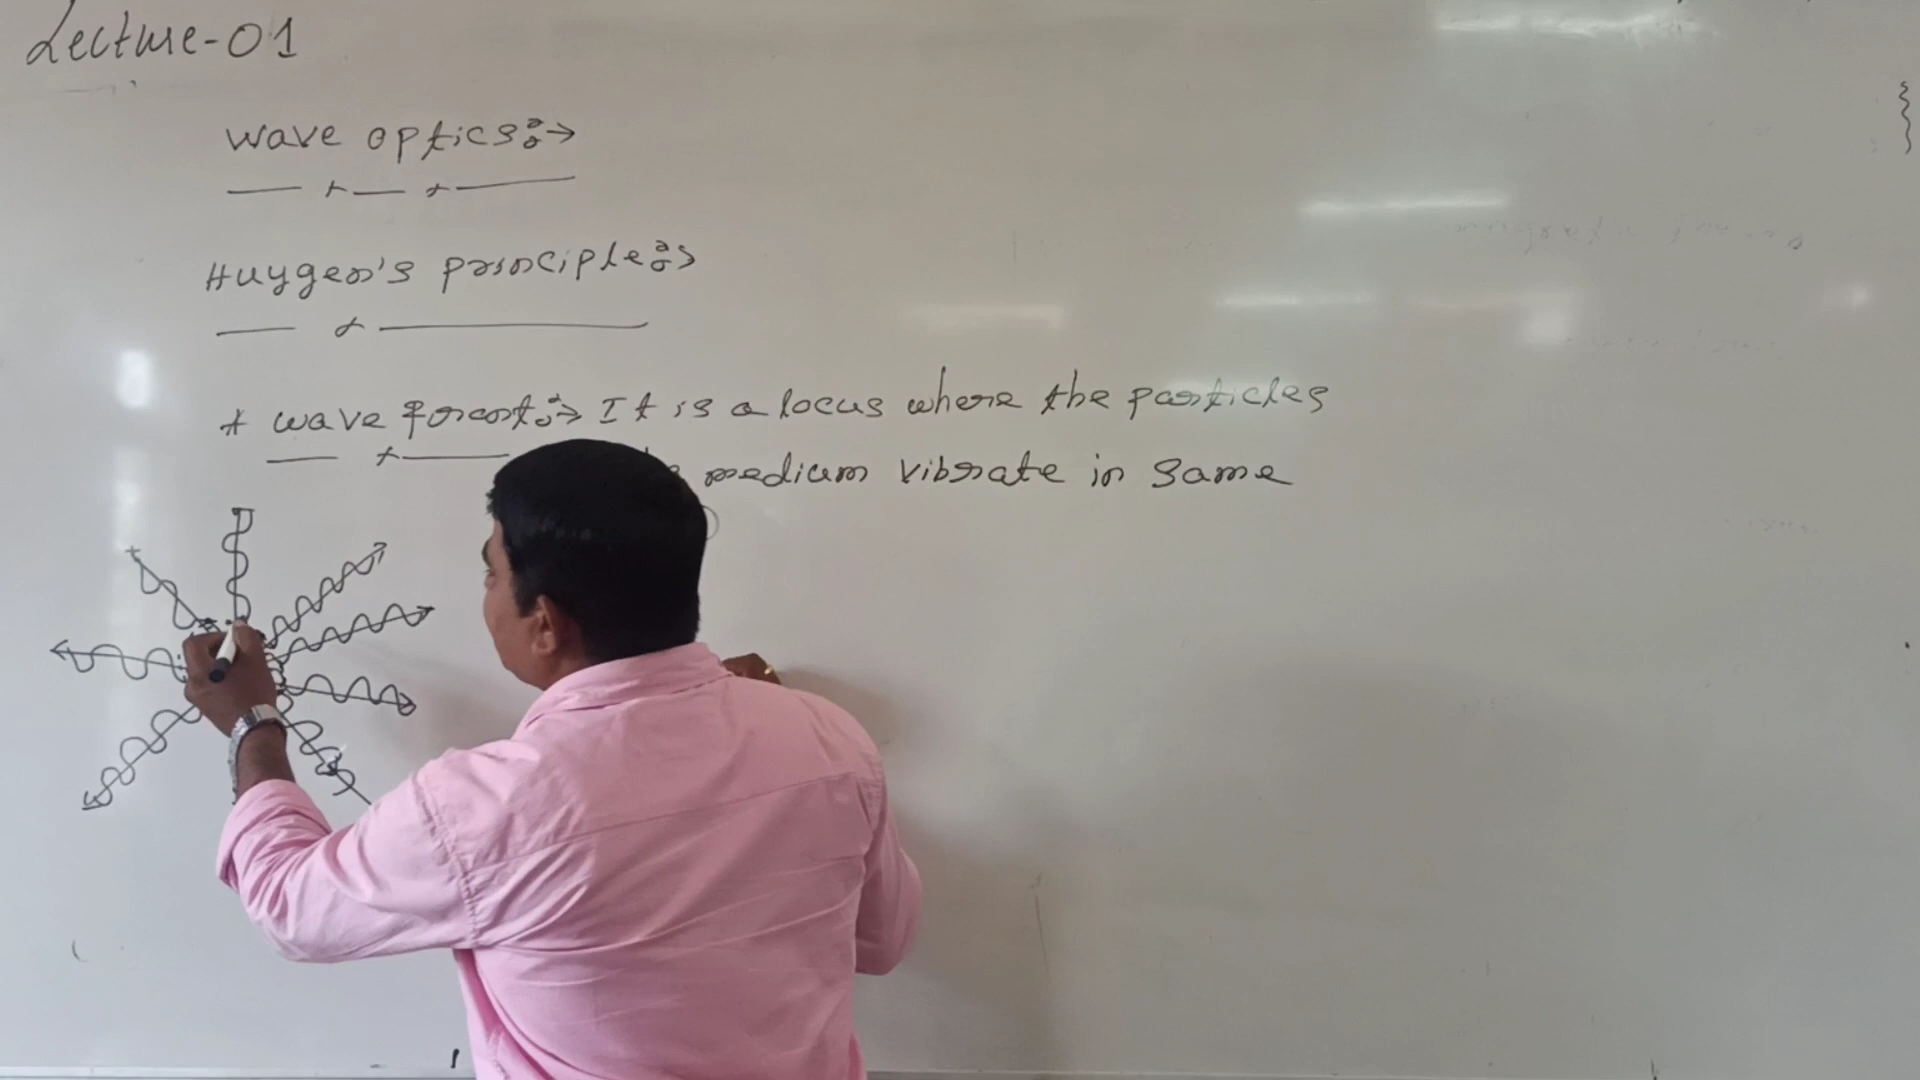 Lecture-01
wave optics:→
Huygen's principle:→
* wave front:→ It is a locus where the particles
medium vibrate in same